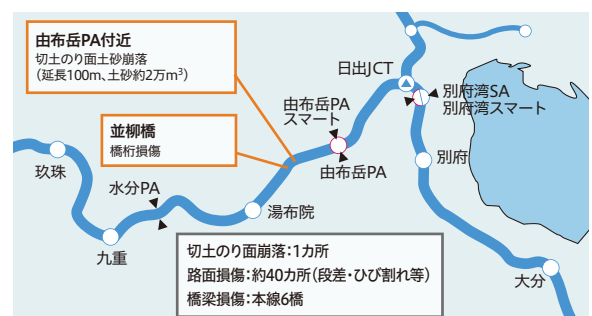 由布岳PA付近
切土のり面土砂崩落
（延長100m、土砂約2万m³）
並柳橋
橋桁損傷
日出JCT
別府湾SA
別府湾スマート
由布岳PA
スマート
由布岳PA
別府
玖珠
水分PA
湯布院
九重
大分
切土のり面崩落：1カ所
路面損傷：約40カ所（段差・ひび割れ等）
橋梁損傷：本線6橋